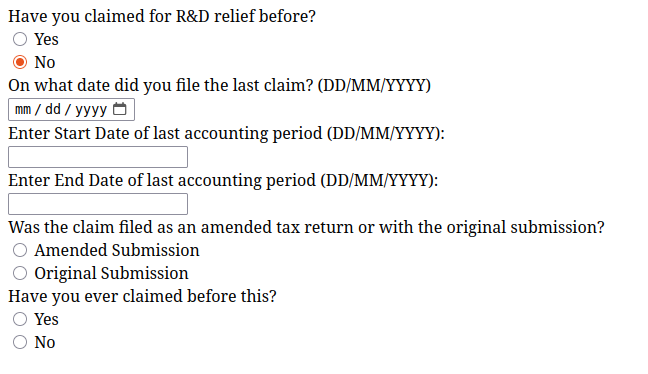 Have you claimed for R&D relief before?
Yes
No
On what date did you file the last claim? (DD/MM/YYYY)
mm / dd / yyyy
Enter Start Date of last accounting period (DD/MM/YYYY):
Enter End Date of last accounting period (DD/MM/YYYY):
Was the claim filed as an amended tax return or with the original submission?
Amended Submission
Original Submission
Have you ever claimed before this?
Yes
No